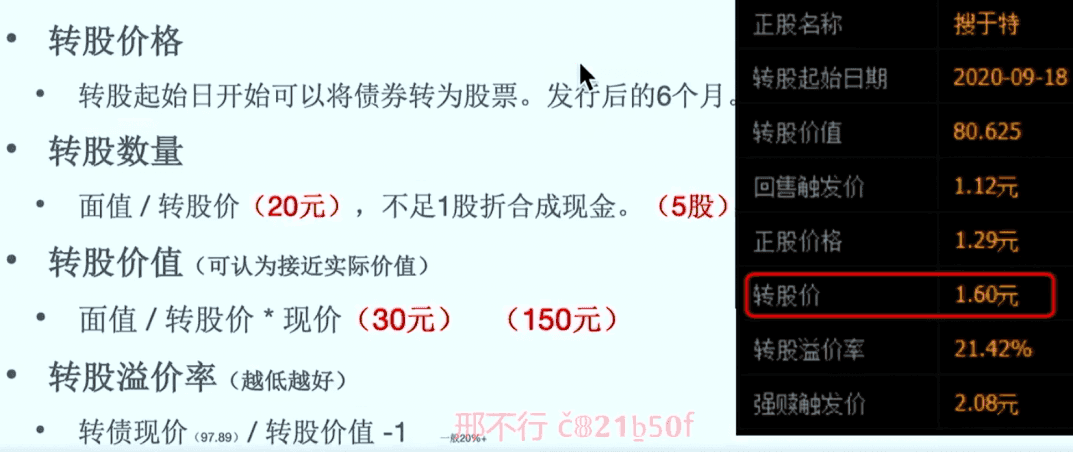 转股价格
转股起始日开始可以将债券转为股票。发行后的6个月。
转股数量
面值 / 转股价（20元），不足1股折合成现金。（5股）
转股价值（可认为接近实际价值）
面值 / 转股价 * 现价（30元） （150元）
转股溢价率（越低越好）
转债现价（97.89）/ 转股价值 -1 一般20%+
邢不行 č821b50f
正股名称 搜于特
转股起始日期 2020-09-18
转股价值 80.625
回售触发价 1.12元
正股价格 1.29元
转股价 1.60元
转股溢价率 21.42%
强赎触发价 2.08元